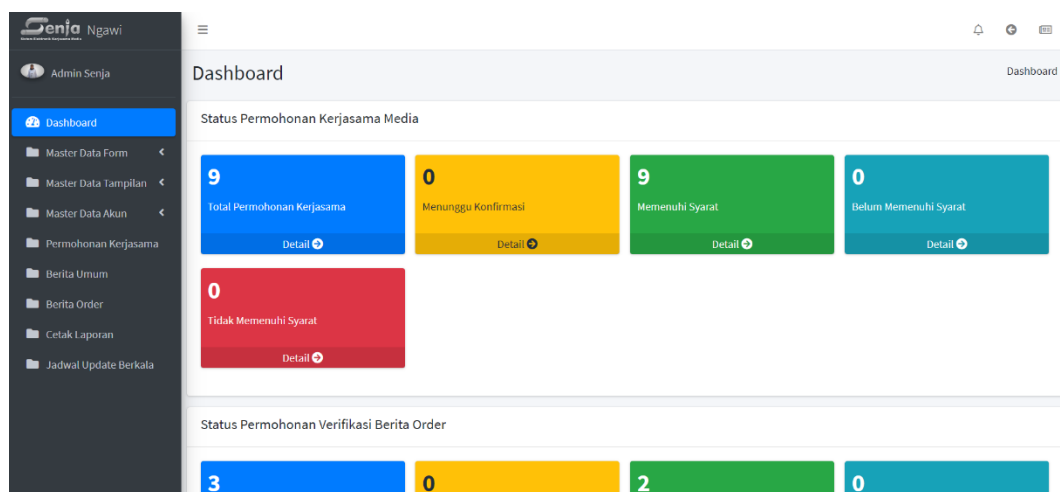 Senja Ngawi
Admin Senja
Dashboard
Dashboard
Dashboard
Master Data Form
Master Data Tampilan
Master Data Akun
Permohonan Kerjasama
Berita Umum
Berita Order
Cetak Laporan
Jadwal Update Berkala
Status Permohonan Kerjasama Media
9
Total Permohonan Kerjasama
Detail
0
Menunggu Konfirmasi
Detail
9
Memenuhi Syarat
Detail
0
Belum Memenuhi Syarat
Detail
0
Tidak Memenuhi Syarat
Detail
Status Permohonan Verifikasi Berita Order
3
0
2
0